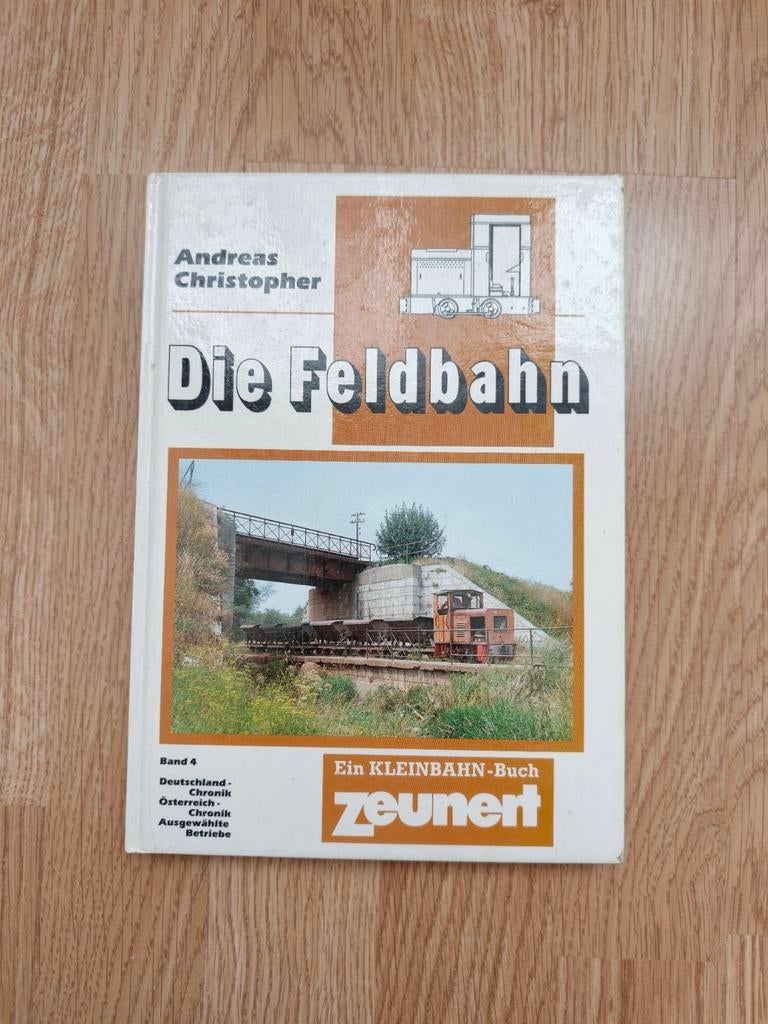 Andreas
Christopher
Die Feldbahn
Band 4
Deutschland-
Chronik
Österreich-
Chronik
Ausgewählte
Betriebe
Ein KLEINBAHN-Buch
zeunert